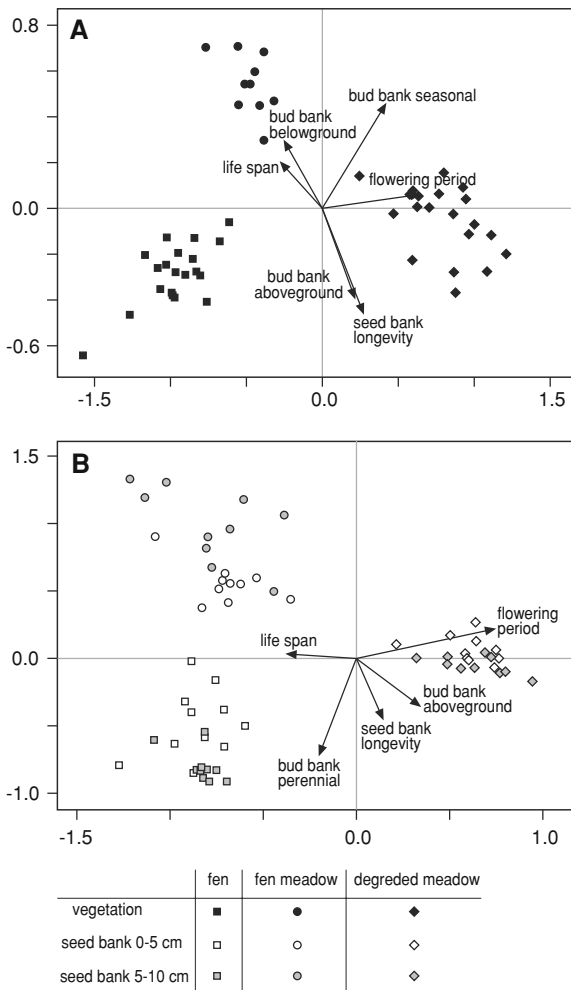 0.8
A
bud bank seasonal
bud bank
belowground
life span
flowering period
0.0
bud bank
aboveground
seed bank
longevity
-0.6
-1.5
0.0
1.5
1.5
B
flowering
period
life span
0.0
bud bank
aboveground
seed bank
longevity
bud bank
perennial
-1.0
-1.5
0.0
1.0
fen
fen meadow
degreded meadow
vegetation
seed bank 0-5 cm
seed bank 5-10 cm